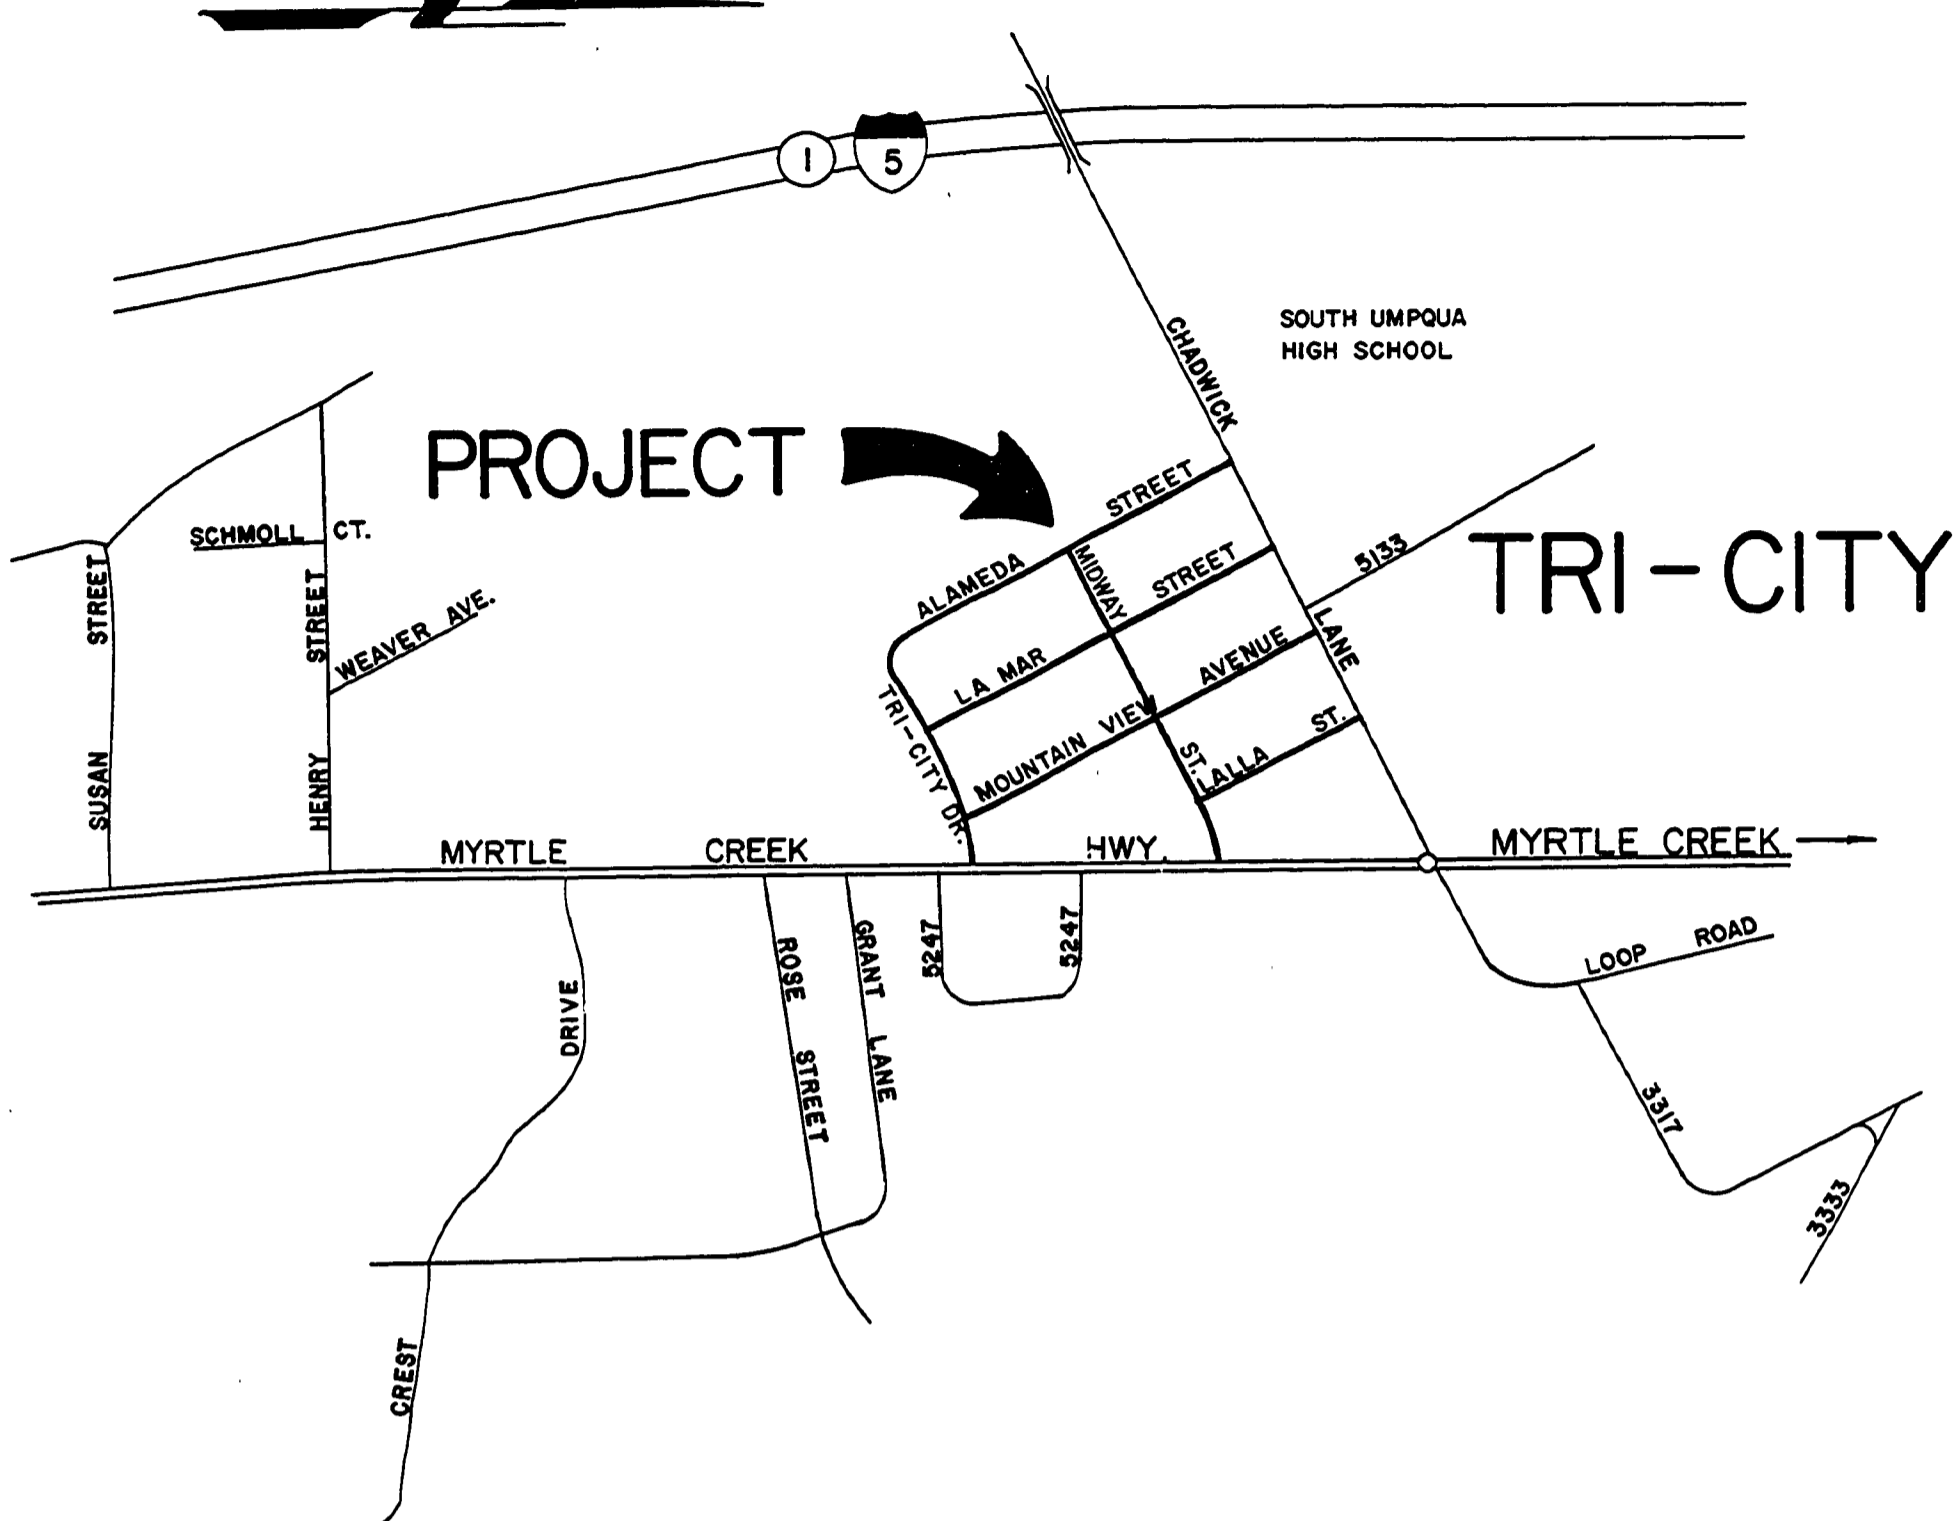 1
5
SOUTH UMPQUA
HIGH SCHOOL
CHADWICK
LANE
PROJECT
TRI-CITY
5133
ALAMEDA STREET
MIDWAY
ST.
LA MAR STREET
MOUNTAIN VIEW AVENUE
LALLA ST.
TRI-CITY DR.
SCHMOLL CT.
SUSAN STREET
HENRY STREET
WEAVER AVE.
MYRTLE CREEK HWY.
MYRTLE CREEK
5247
5247
ROSE STREET
GRANT LANE
CREST DRIVE
LOOP ROAD
3317
3333